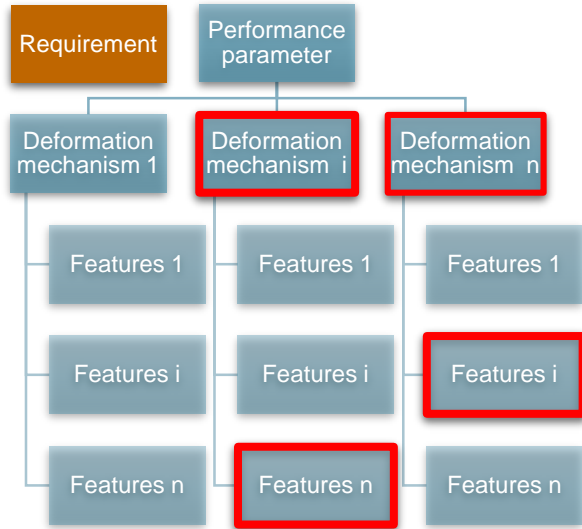 Requirement
Performance
parameter
Deformation
mechanism 1
Deformation
mechanism i
Deformation
mechanism n
Features 1
Features 1
Features 1
Features i
Features i
Features i
Features n
Features n
Features n